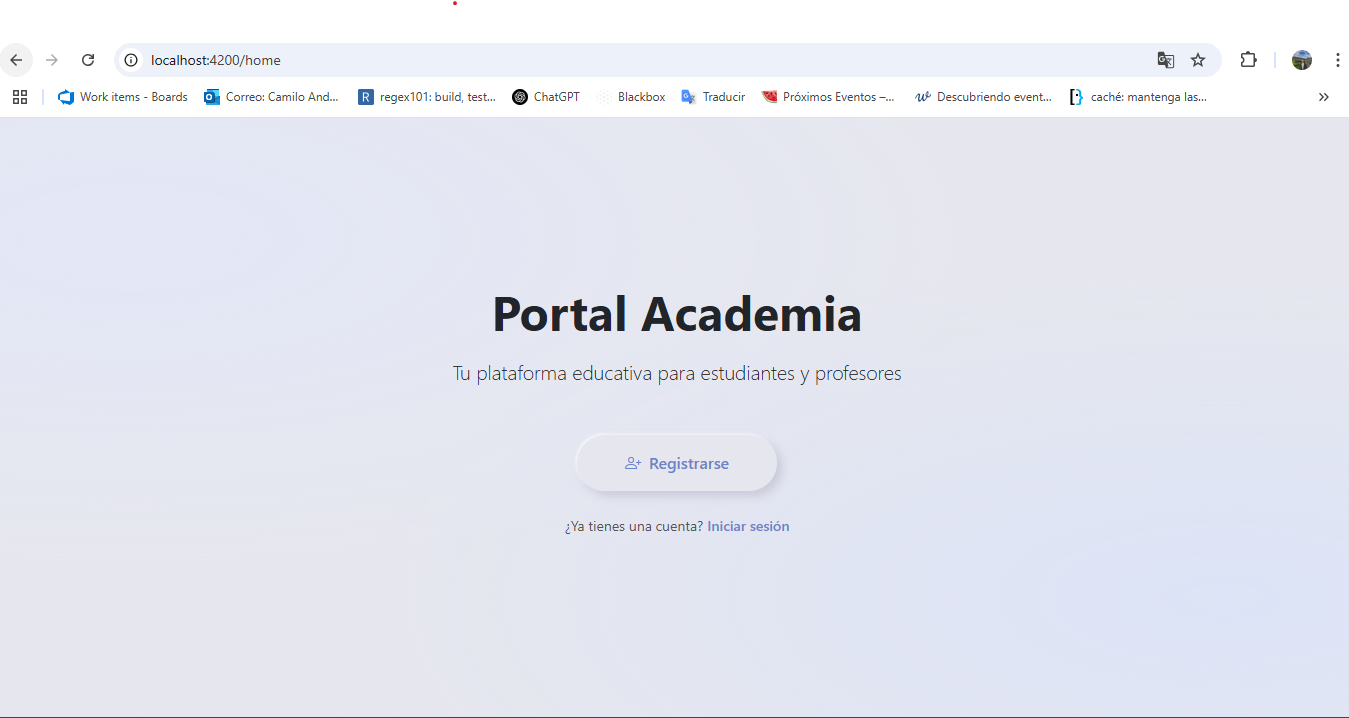 localhost:4200/home
Work items - Boards Correo: Camilo And... R regex101: build, test... ChatGPT Blackbox Traducir Próximos Eventos –... Descubriendo event... caché: mantenga las...
Portal Academia
Tu plataforma educativa para estudiantes y profesores
Registrarse
¿Ya tienes una cuenta? Iniciar sesión